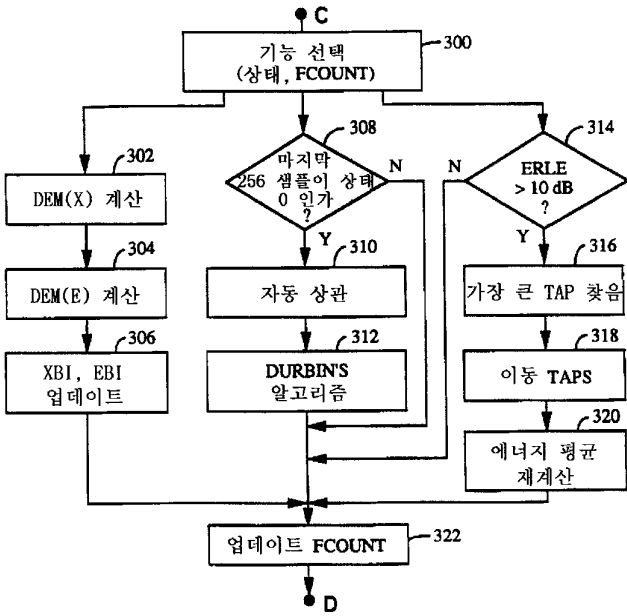 C
기능 선택
(상태, FCOUNT)
300
302
DEM(X) 계산
304
DEM(E) 계산
306
XBI, EBI
업데이트
308
마지막
256 샘플이 상태
0 인가
?
N
Y
310
자동 상관
312
DURBIN'S
알고리즘
314
N
ERLE
> 10 dB
?
Y
316
가장 큰 TAP 찾음
318
이동 TAPS
320
에너지 평균
재계산
업데이트 FCOUNT
322
D